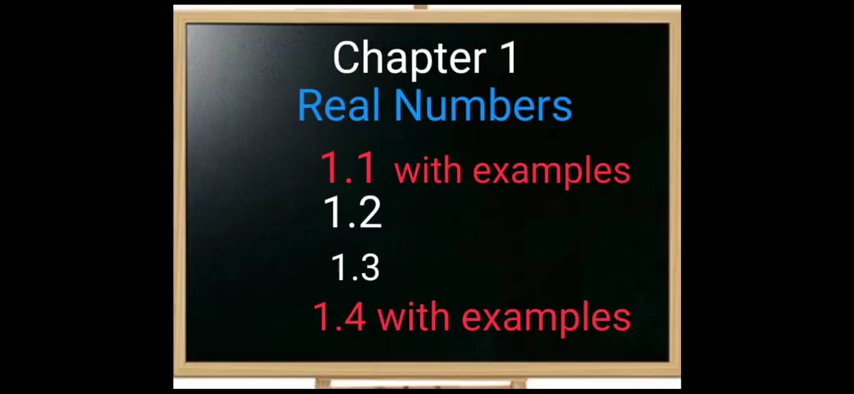 Chapter 1
Real Numbers
1.1 with examples
1.2
1.3
1.4 with examples